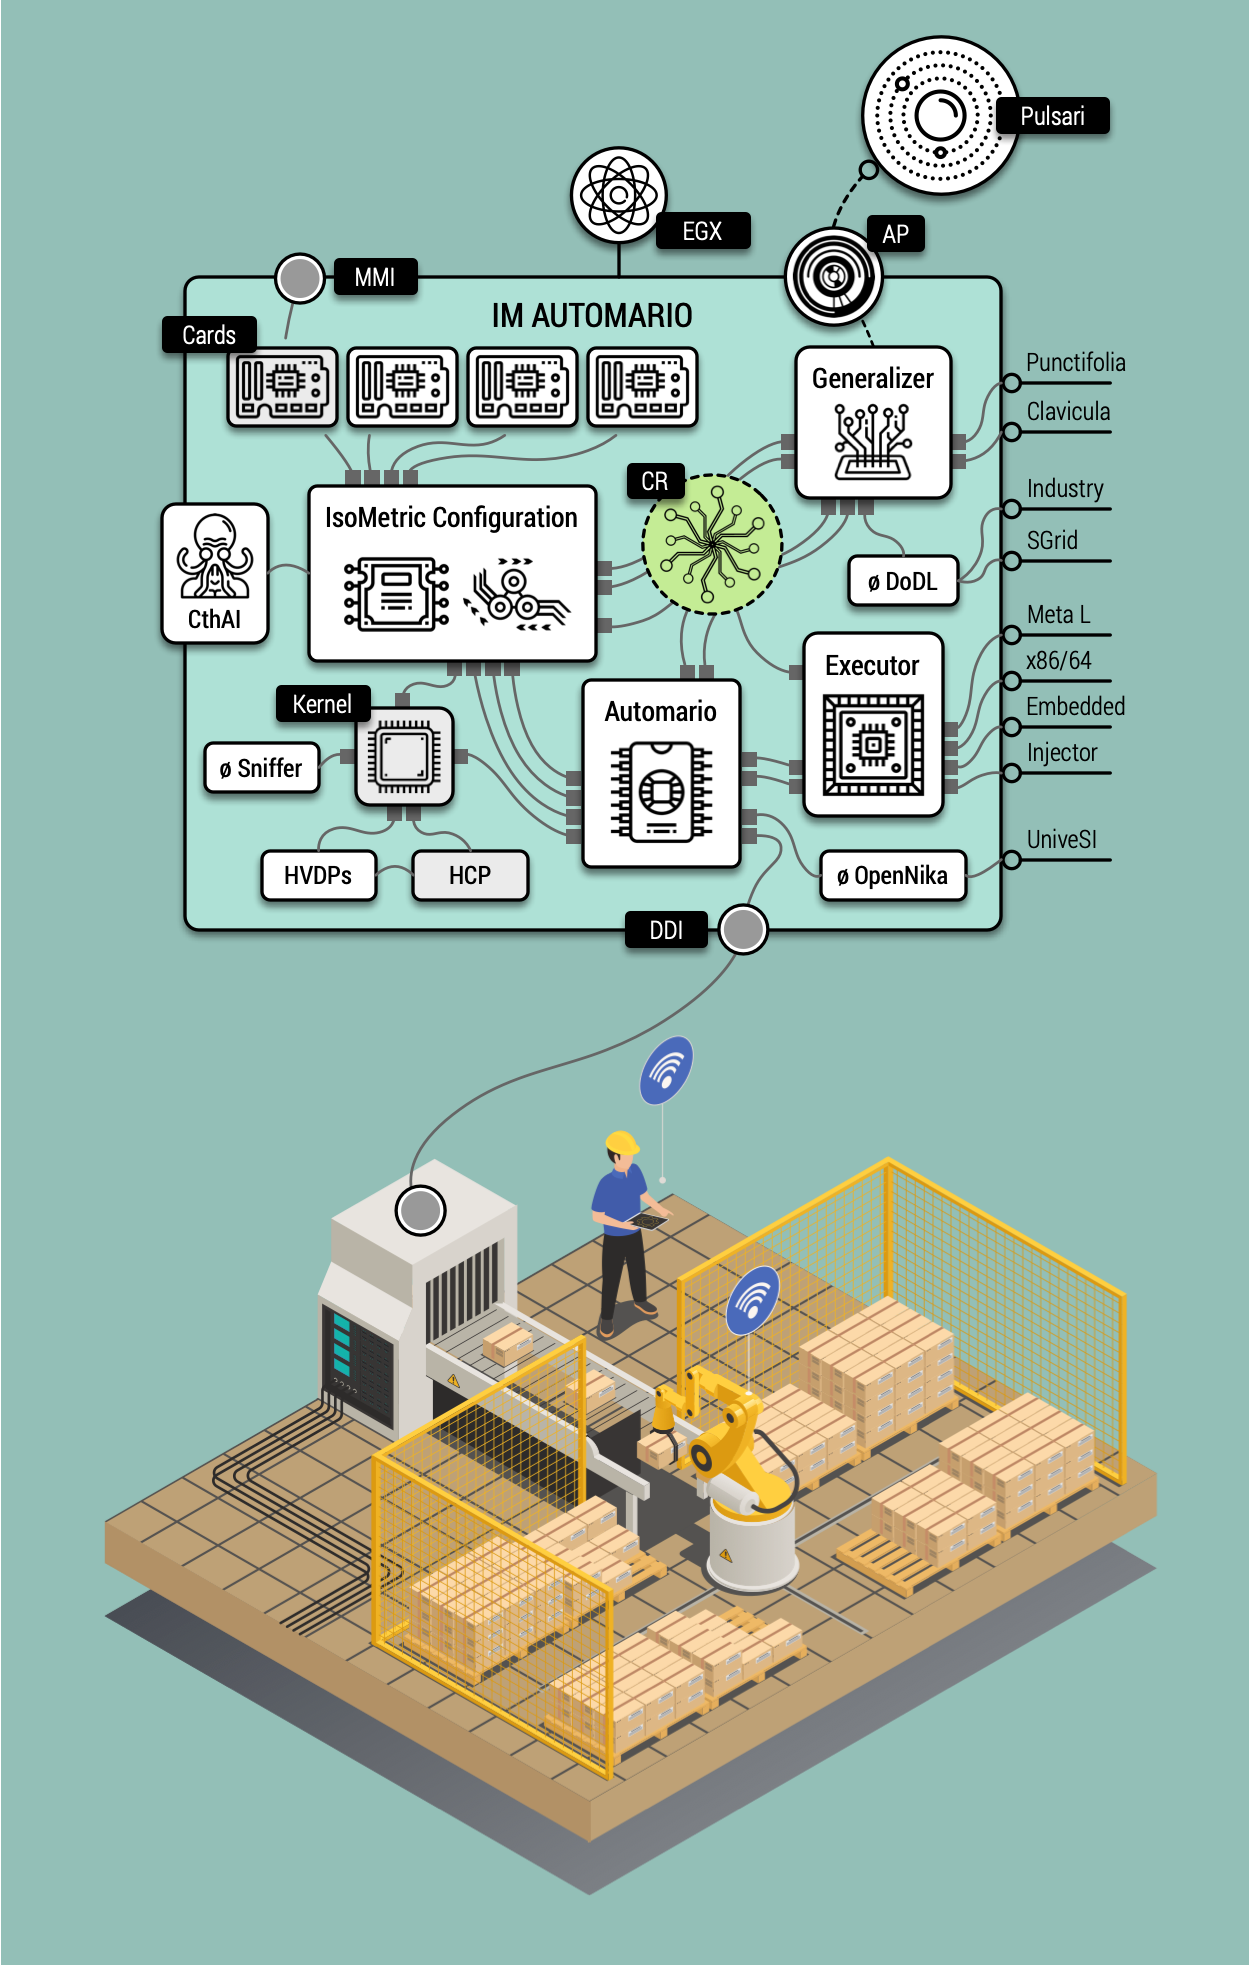 Pulsari
EGX
AP
MMI
IM AUTOMARIO
Cards
Generalizer
Punctifolia
Clavicula
CR
IsoMetric Configuration
Industry
SGrid
ø DoDL
CthAI
Meta L
x86/64
Embedded
Injector
Executor
Kernel
Automario
ø Sniffer
UniveSI
HVDPs
HCP
ø OpenNika
DDI